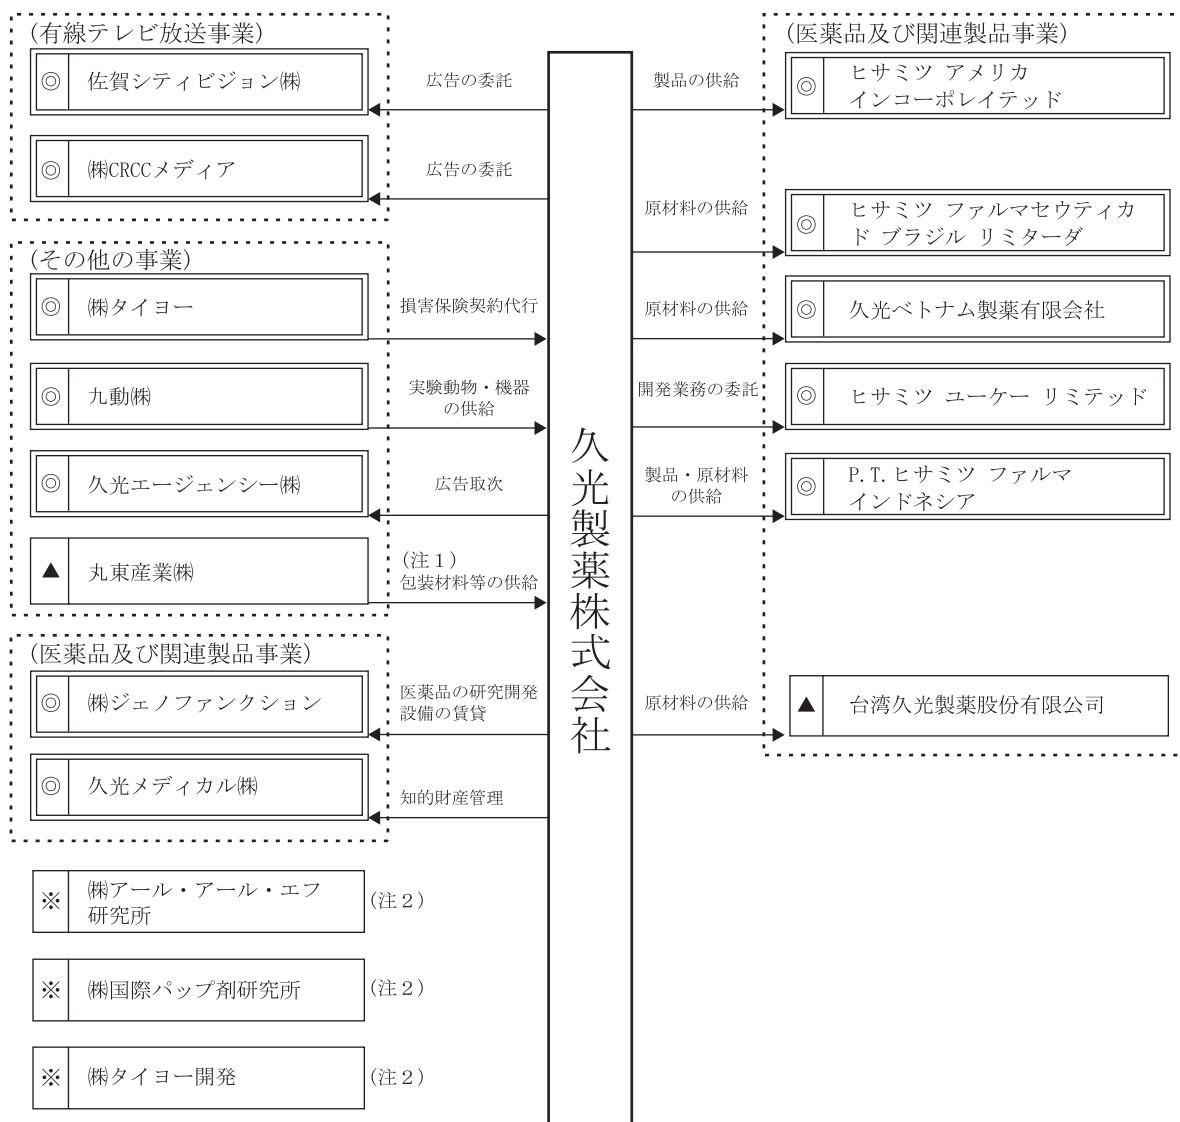 (有線テレビ放送事業)
◎ 佐賀シティビジョン㈱
広告の委託
◎ ㈱CRCCメディア
広告の委託
(その他の事業)
◎ ㈱タイヨー
損害保険契約代行
◎ 九動㈱
実験動物・機器
の供給
◎ 久光エージェンシー㈱
広告取次
▲ 丸東産業㈱
(注1)
包装材料等の供給
(医薬品及び関連製品事業)
◎ ㈱ジェノファンクション
医薬品の研究開発
設備の賃貸
◎ 久光メディカル㈱
知的財産管理
※ ㈱アール・アール・エフ
研究所
(注2)
※ ㈱国際パップ剤研究所
(注2)
※ ㈱タイヨー開発
(注2)
久光製薬株式会社
(医薬品及び関連製品事業)
製品の供給
◎ ヒサミツ アメリカ
インコーポレイテッド
原材料の供給
◎ ヒサミツ ファルマセウティカ
ド ブラジル リミターダ
原材料の供給
◎ 久光ベトナム製薬有限会社
開発業務の委託
◎ ヒサミツ ユーケー リミテッド
製品・原材料
の供給
◎ P.T.ヒサミツ ファルマ
インドネシア
原材料の供給
▲ 台湾久光製薬股份有限公司